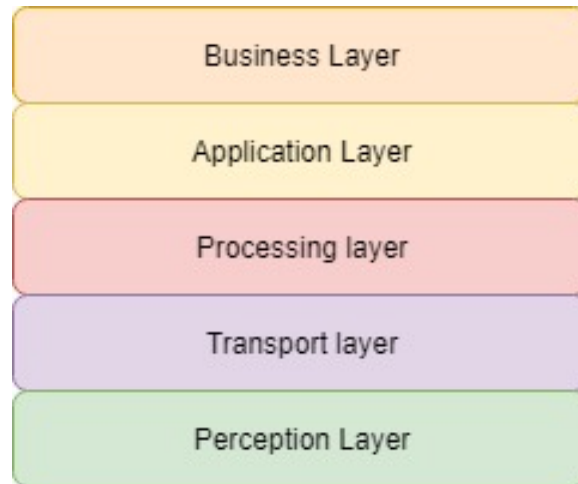 Business Layer
Application Layer
Processing layer
Transport layer
Perception Layer